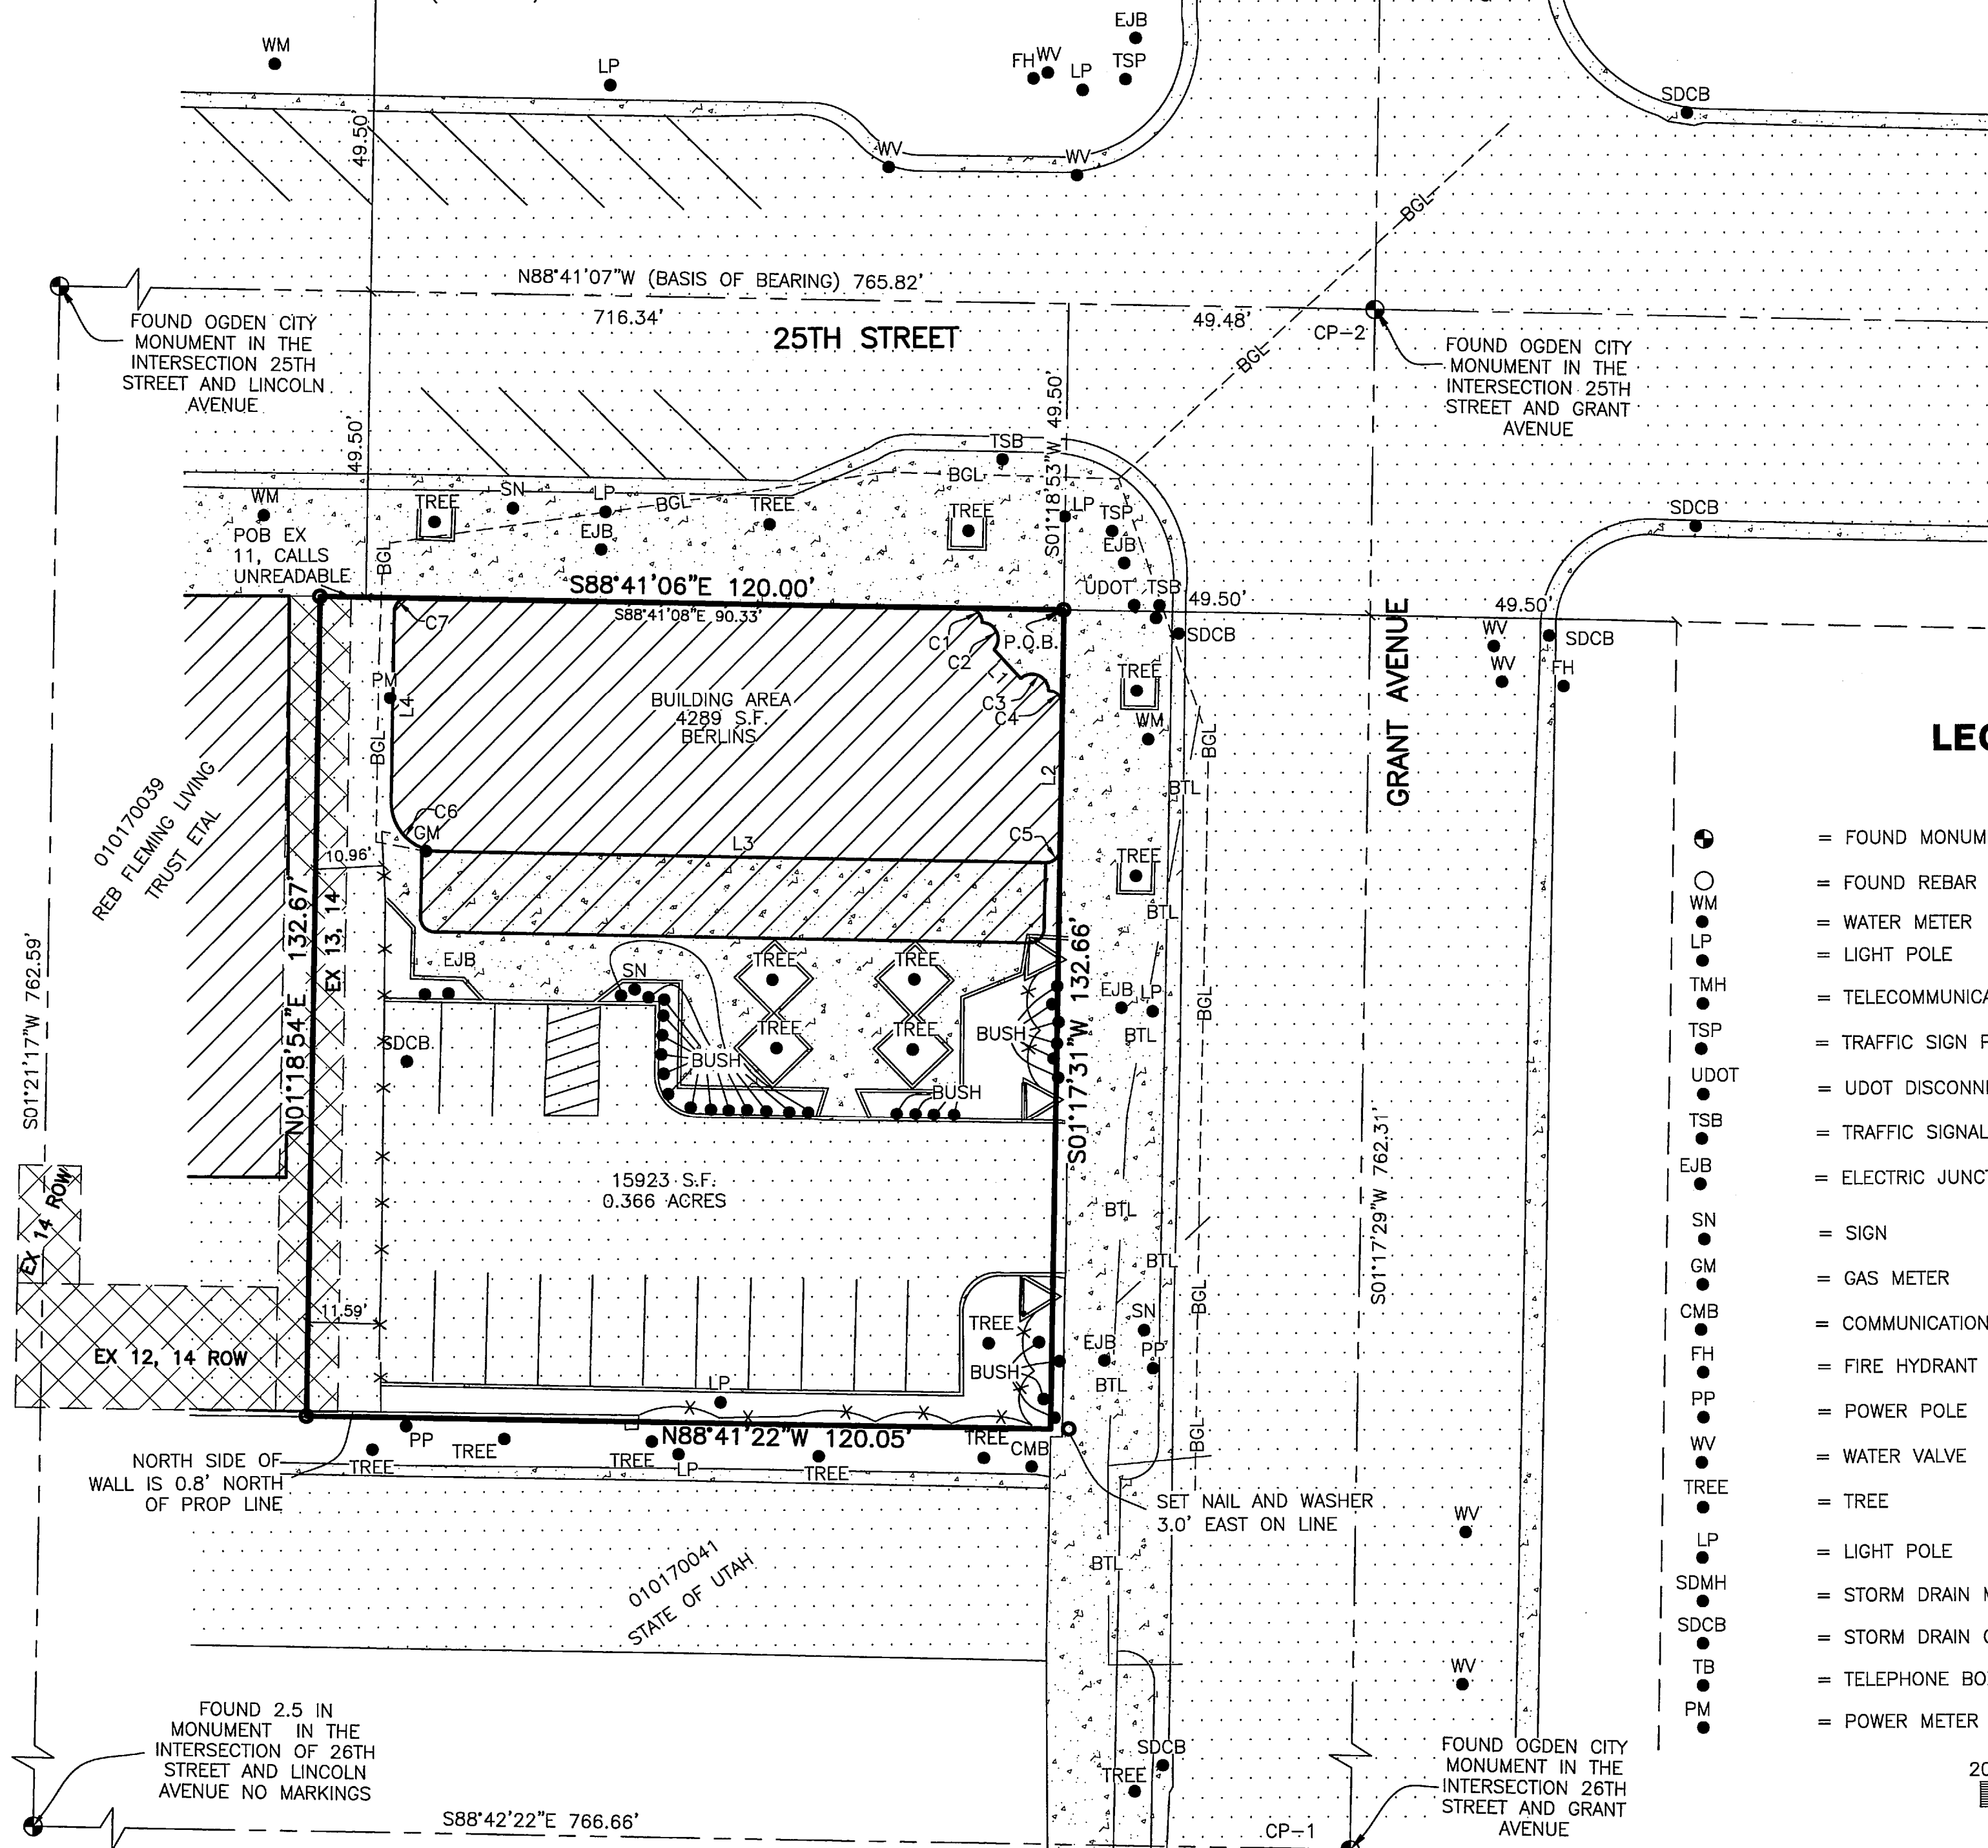 WM
LP
FH
WV
LP
TSP
EJB
SDCB
49.50'
WV
WV
BGL
N88°41'07"W (BASIS OF BEARING) 765.82'
716.34'
25TH STREET
49.48'
CP-2
BGL
FOUND OGDEN CITY
MONUMENT IN THE
INTERSECTION 25TH
STREET AND LINCOLN
AVENUE
FOUND OGDEN CITY
MONUMENT IN THE
INTERSECTION 25TH
STREET AND GRANT
AVENUE
49.50'
S01°18'53"W 49.50'
TSB
BGL
WM
TREE
SN
LP
BGL
TREE
TREE
LP
TSP
SDCB
EJB
EJB
BGL
POB EX
11, CALLS
UNREADABLE
S88°41'06"E 120.00'
S88°41'08"E 90.33'
UDOT
TSB
49.50'
49.50'
SDCB
WV
SDCB
WV
FH
C7
C1
C2
P.O.B.
L1
C3
C4
GRANT AVENUE
TREE
WM
PM
L4
BGL
BUILDING AREA
4289 S.F.
BERLINS
L2
BGL
BTL
010170039
REB FLEMING LIVING
TRUST ETAL
C6
GM
L3
C5
10.96'
TREE
BTL
N01°18'54"E 132.67'
EX 13, 14
S01°21'17"W 762.59'
EJB
SN
TREE
TREE
TREE
TREE
EJB
LP
BGL
BTL
SDCB
BUSH
BUSH
BUSH
S01°17'31"W 132.66'
S01°17'29"W 762.31'
15923 S.F.
0.366 ACRES
BTL
BTL
BGL
EX 14 ROW
EX 12, 14 ROW
11.59'
TREE
BUSH
SN
EJB
PP
BTL
LP
BGL
N88°41'22"W 120.05'
PP
TREE
TREE
TREE
LP
TREE
TREE
CMB
NORTH SIDE OF
WALL IS 0.8' NORTH
OF PROP LINE
SET NAIL AND WASHER
3.0' EAST ON LINE
WV
BTL
010170041
STATE OF UTAH
WV
FOUND 2.5 IN
MONUMENT IN THE
INTERSECTION OF 26TH
STREET AND LINCOLN
AVENUE NO MARKINGS
SDCB
TREE
FOUND OGDEN CITY
MONUMENT IN THE
INTERSECTION 26TH
STREET AND GRANT
AVENUE
S88°42'22"E 766.66'
CP-1
LEG
= FOUND MONUM
= FOUND REBAR
WM = WATER METER
LP = LIGHT POLE
TMH = TELECOMMUNICA
TSP = TRAFFIC SIGN P
UDOT = UDOT DISCONN
TSB = TRAFFIC SIGNAL
EJB = ELECTRIC JUNCT
SN = SIGN
GM = GAS METER
CMB = COMMUNICATION
FH = FIRE HYDRANT
PP = POWER POLE
WV = WATER VALVE
TREE = TREE
LP = LIGHT POLE
SDMH = STORM DRAIN M
SDCB = STORM DRAIN C
TB = TELEPHONE BO
PM = POWER METER
20